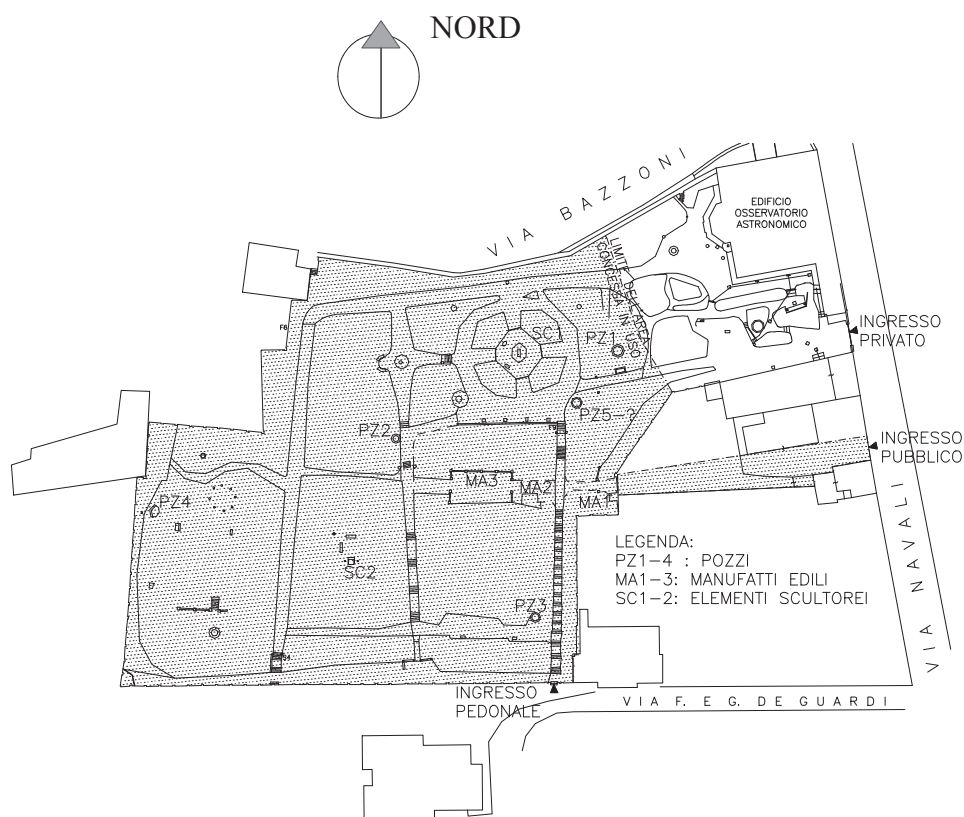 NORD
VIA BAZZONI
EDIFICIO
OSSERVATORIO
ASTRONOMICO
LIMITE DELL'AREA
CONCESSA IN USO
INGRESSO
PRIVATO
F6
SC1
PZ1
PZ5-?
PZ2
INGRESSO
PUBBLICO
MA3
MA2
MA1
PZ4
SC2
LEGENDA:
PZ1-4 : POZZI
MA1-3: MANUFATTI EDILI
SC1-2: ELEMENTI SCULTOREI
PZ3
VIA NAVALI
INGRESSO
PEDONALE
VIA F. E G. DE GUARDI